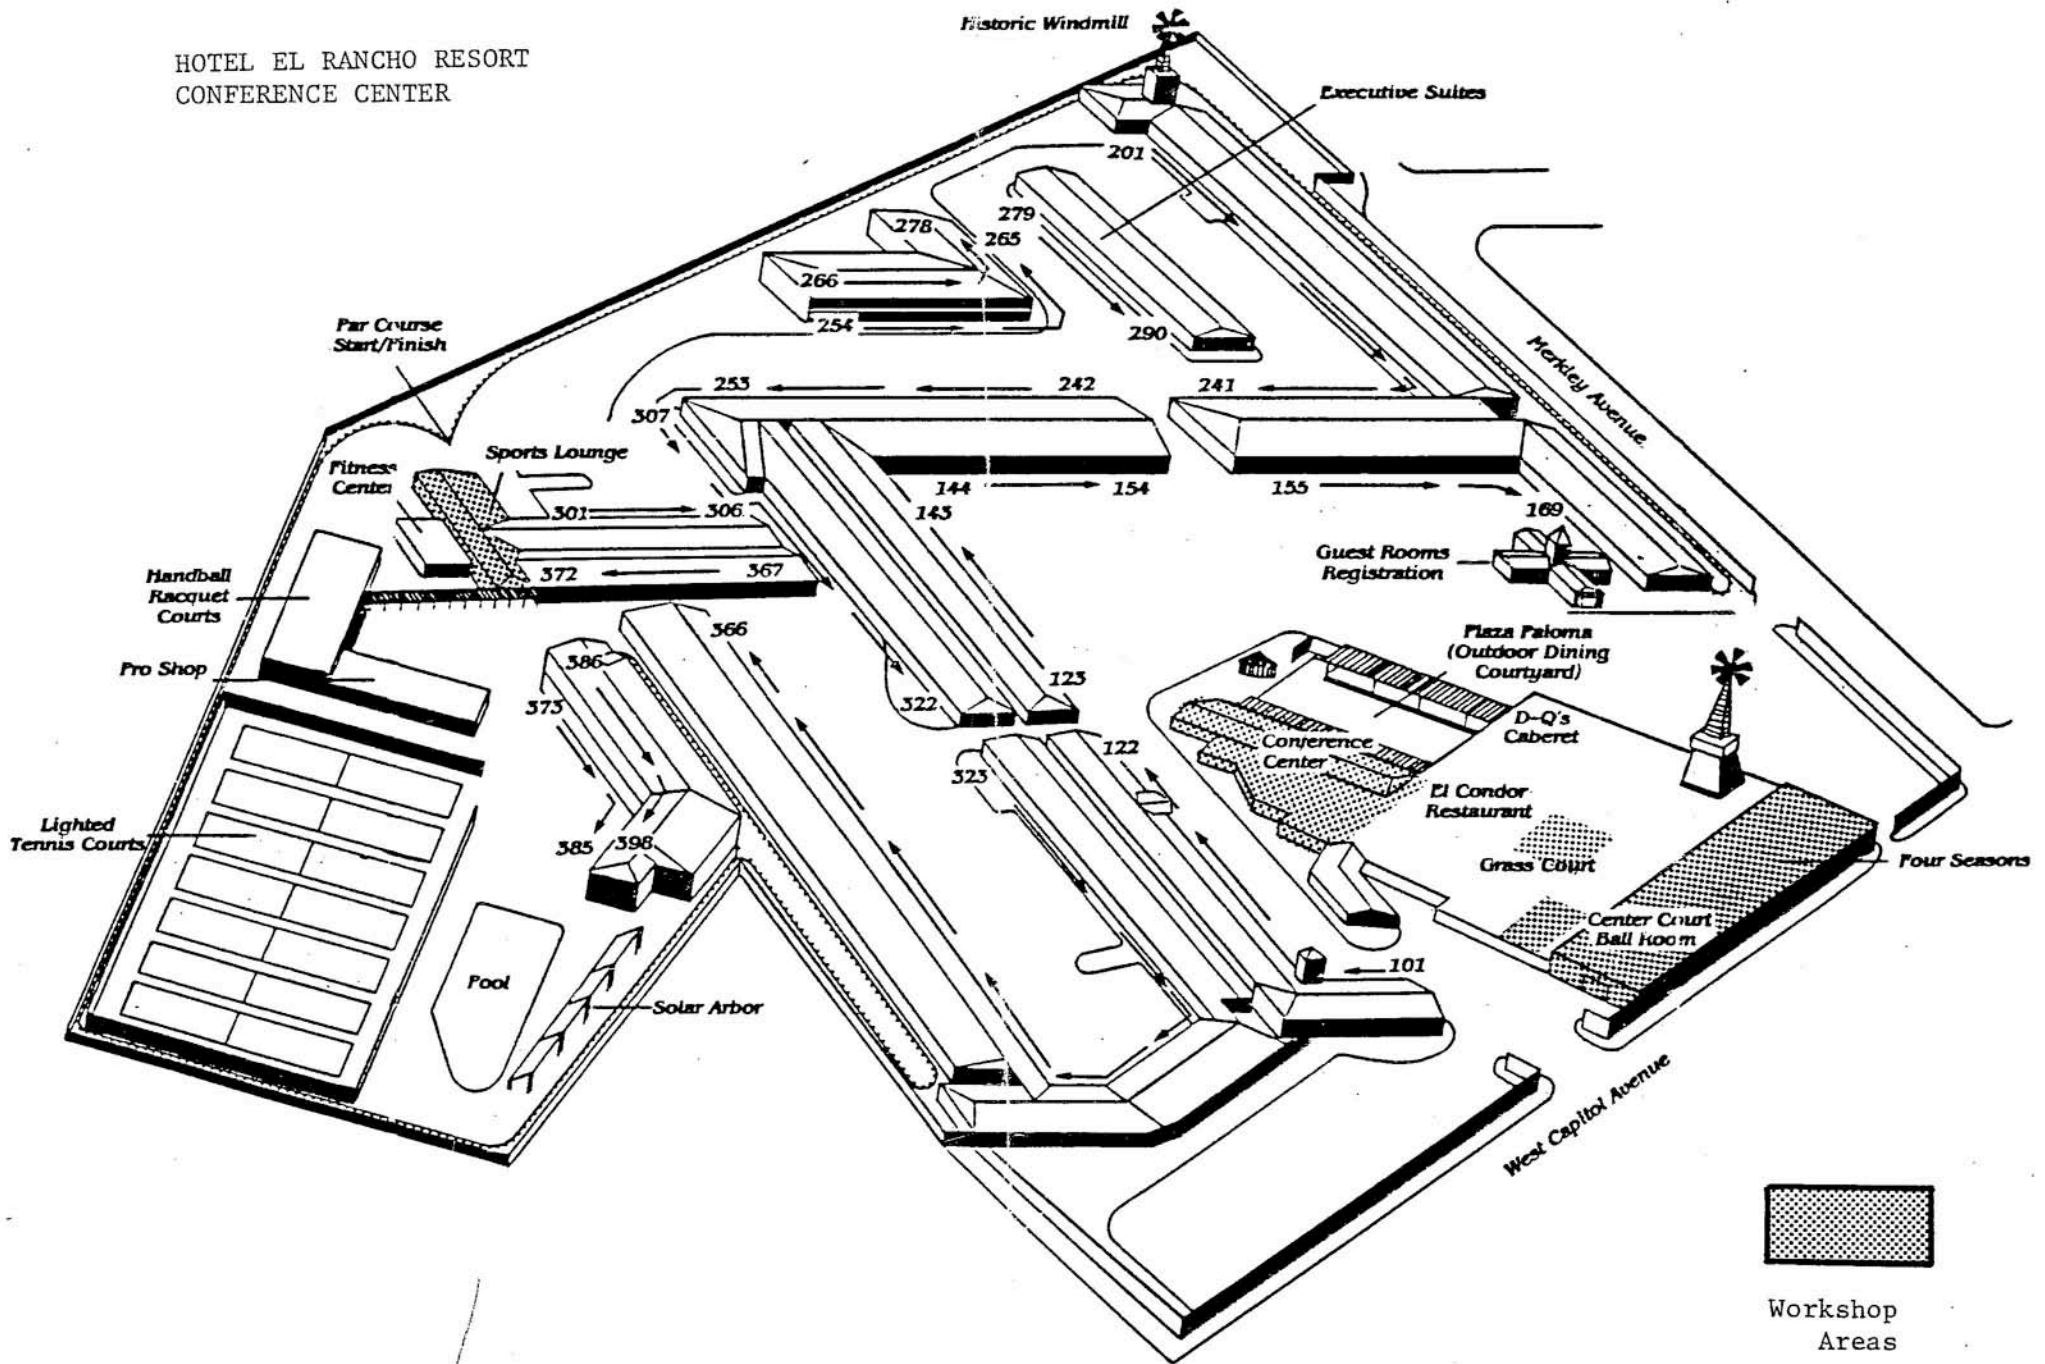 HOTEL EL RANCHO RESORT
CONFERENCE CENTER
Historic Windmill
Executive Suites
201
279
278
265
266
254
290
Par Course
Start/Finish
Merkley Avenue
253
242
241
307
Sports Lounge
Fitness
Center
301
306
143
144
154
155
169
Guest Rooms
Registration
372
367
Handball
Racquet
Courts
Pro Shop
366
386
373
322
123
Plaza Paloma
(Outdoor Dining
Courtyard)
D-Q's
Caberet
122
323
Conference
Center
El Condor
Restaurant
Lighted
Tennis Courts
385
398
Grass Court
Four Seasons
Center Court
Ball Room
101
Pool
Solar Arbor
West Capitol Avenue
Workshop
Areas